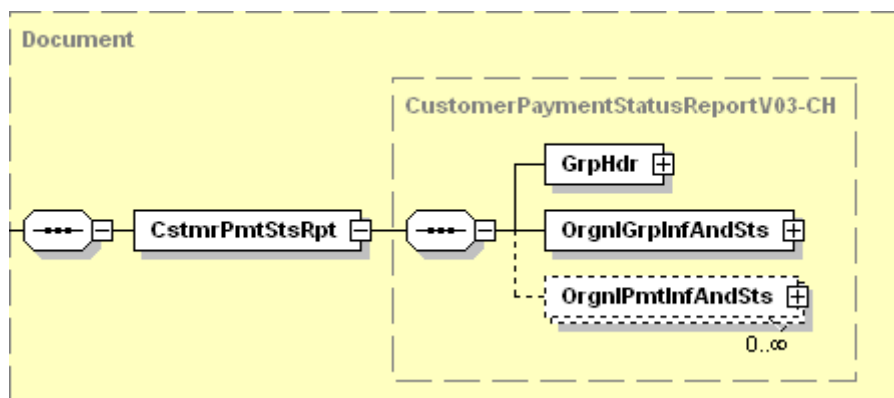 Document
CustomerPaymentStatusReportV03-CH
GrpHdr
CstmrPmtStsRpt
OrgnlGrpInfAndSts
OrgnlPmtInfAndSts
0..∞